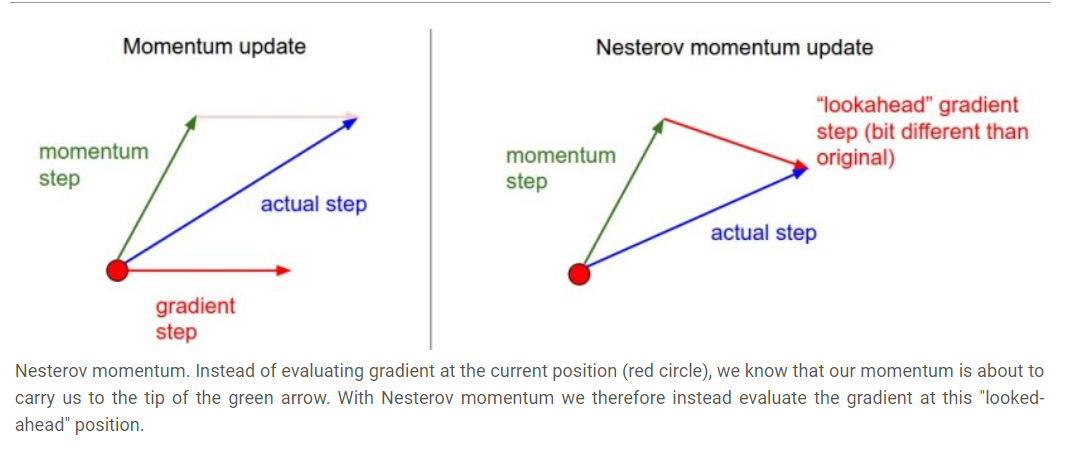 Momentum update
momentum
step
actual step
gradient
step
Nesterov momentum update
"lookahead" gradient
step (bit different than
original)
momentum
step
actual step
Nesterov momentum. Instead of evaluating gradient at the current position (red circle), we know that our momentum is about to
carry us to the tip of the green arrow. With Nesterov momentum we therefore instead evaluate the gradient at this "looked-
ahead" position.